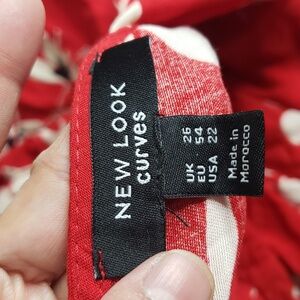 NEW LOOK
curves
UK 26
EU 54
USA 22
Made in
Morocco